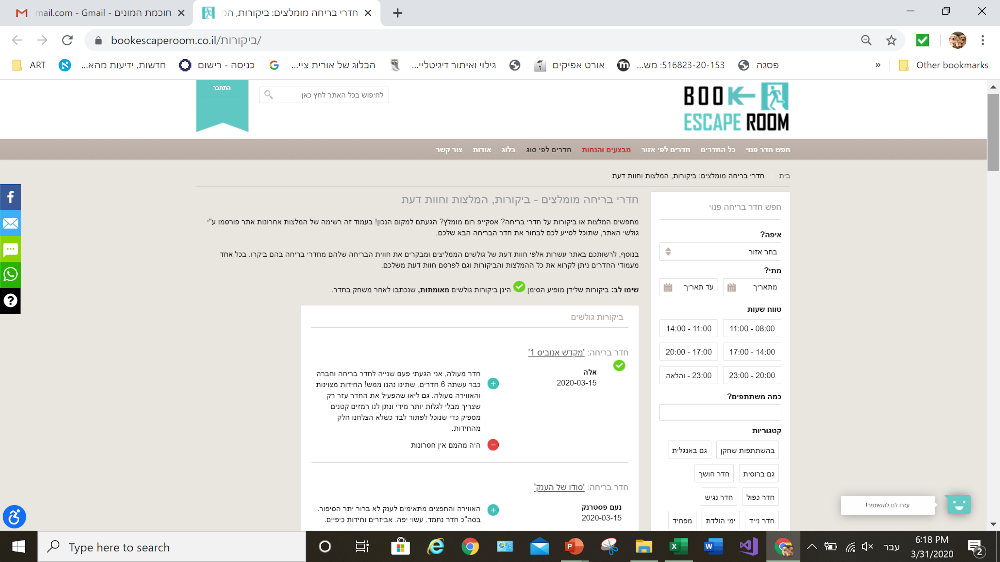 mail.com - Gmail - חוכמת המונים
חדרי בריחה מומלצים: ביקורות, המ
bookescaperoom.co.il/ביקורות/
ART
חדשות, ידיעות מהא...
כניסה - רישום
הבלוג של אורית ציי...
גילוי ואיתור דיגיטליי...
אורט אפיקים
516823-20-153: מש...
פסגה
»
Other bookmarks
התחבר
לחיפוש בכל האתר לחץ כאן
BOOK
ESCAPE ROOM
חפש חדר פנוי
כל החדרים
חדרים לפי אזור
מבצעים והנחות
חדרים לפי סוג
בלוג
אודות
צור קשר
בית
חדרי בריחה מומלצים: ביקורות, המלצות וחוות דעת
חדרי בריחה מומלצים - ביקורות, המלצות וחוות דעת
מחפשים המלצות או ביקורות על חדרי בריחה? אסקייפ רום מומלץ? הגעתם למקום הנכון! בעמוד זה רשימה של המלצות אחרונות אתר פורסמו ע"י
גולשי האתר, שתוכל לסייע לכם לבחור את חדר הבריחה הבא שלכם.
בנוסף, לרשותכם באתר עשרות אלפי חוות דעת של גולשים הממליצים ומבקרים את חווית הבריחה שלהם מחדרי בריחה בהם ביקרו. בכל אחד
מעמודי החדרים ניתן לקרוא את כל ההמלצות והביקורות וגם לפרסם חוות דעת משלכם.
שימו לב: ביקורות שלידן מופיע הסימן הינן ביקורות גולשים מאומתות, שנכתבו לאחר משחק בחדר.
ביקורות גולשים
חדר בריחה: 'מקדש אנוביס 1'
אלה
2020-03-15
חדר מעולה, אני הגעתי פעם שנייה לחדר בריחה וחברה
כבר עשתה 6 חדרים. שתינו נהנו ממש! החידות מצוינות
והאווירה מעולה. גם ליאו שהפעיל את החדר עזר רק
שצריך מבלי לגלות יותר מידי ונתן לנו רמזים קטנים
מספיק כדי שנוכל לפתור לבד כשלא הצלחנו חלק
מהחידות.
היה מהמם אין חסרונות
חדר בריחה: 'סודו של הענק'
נעם פסטרנק
2020-03-15
האווירה והחפצים מתאימים לענק לא ברור יתר הסיפור.
בסה"כ חדר נחמד. עשוי יפה. אביזרים וחידות כיפיים.
חפש חדר בריחה פנוי
איפה?
בחר אזור
מתי?
מתאריך
עד תאריך
טווח שעות
08:00 - 11:00
11:00 - 14:00
14:00 - 17:00
17:00 - 20:00
20:00 - 23:00
23:00 - והלאה
כמה משתתפים?
קטגוריות
בהשתתפות שחקן
גם באנגלית
גם ברוסית
חדר חושך
חדר כפול
חדר נגיש
חדר נייד
ימי הולדת
מפחיד
עזרו לנו להשתפר!
Type here to search
עבר
6:18 PM
3/31/2020
2